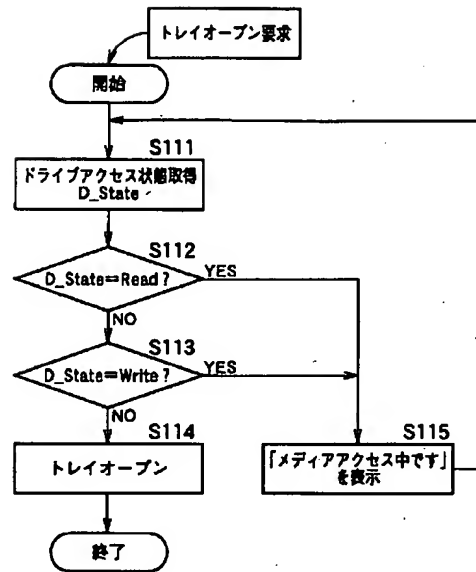 トレイオープン要求
開始
S111
ドライブアクセス状態取得
D_State
S112
D_State=Read?
YES
NO
S113
D_State=Write?
YES
NO
S114
トレイオープン
S115
「メディアアクセス中です」
を表示
終了